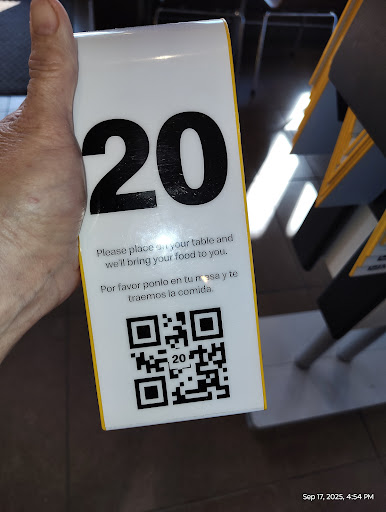 20
Please place on your table and
we'll bring your food to you.
Por favor ponlo en tu mesa y te
traemos la comida.
20
Sep 17, 2025, 4:54 PM